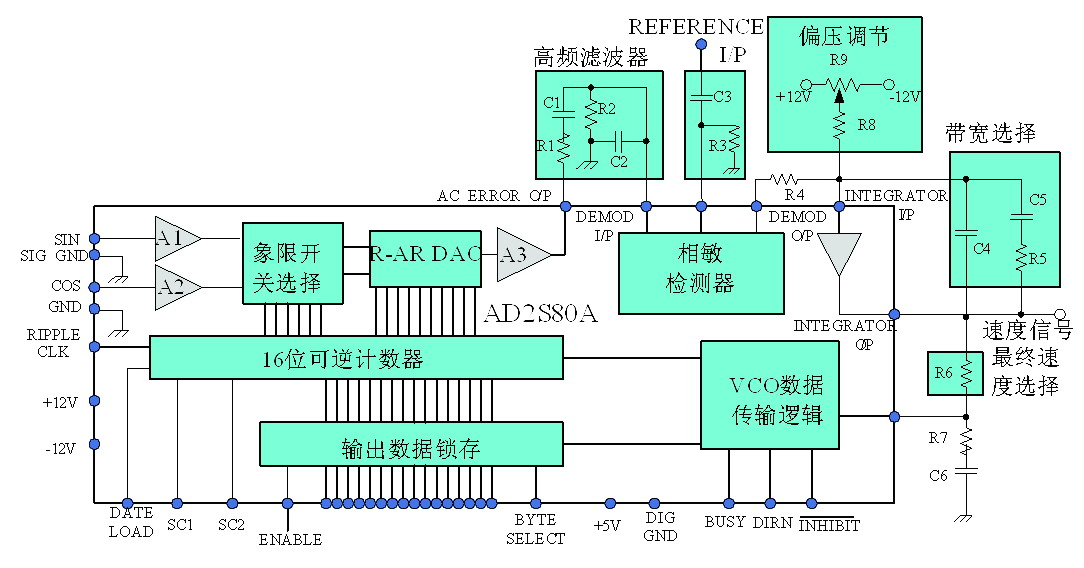 REFERENCE
I/P
高频滤波器
C1
R2
R1
C2
C3
R3
偏压调节
R9
+12V
-12V
R8
带宽选择
C5
C4
R5
R4
AC ERROR O/P
DEMOD
I/P
DEMOD
O/P
INTEGRATOR
I/P
SIN
SIG GND
COS
GND
RIPPLE
CLK
+12V
-12V
A1
A2
象限开
关选择
R-AR DAC
A3
相敏
检测器
AD2S80A
INTEGRATOR
O/P
速度信号
16位可逆计数器
VCO数据
传输逻辑
R6
最终速
度选择
输出数据锁存
R7
C6
DATE
LOAD
SC1
SC2
ENABLE
BYTE
SELECT
+5V
DIG
GND
BUSY
DIRN
INHIBIT